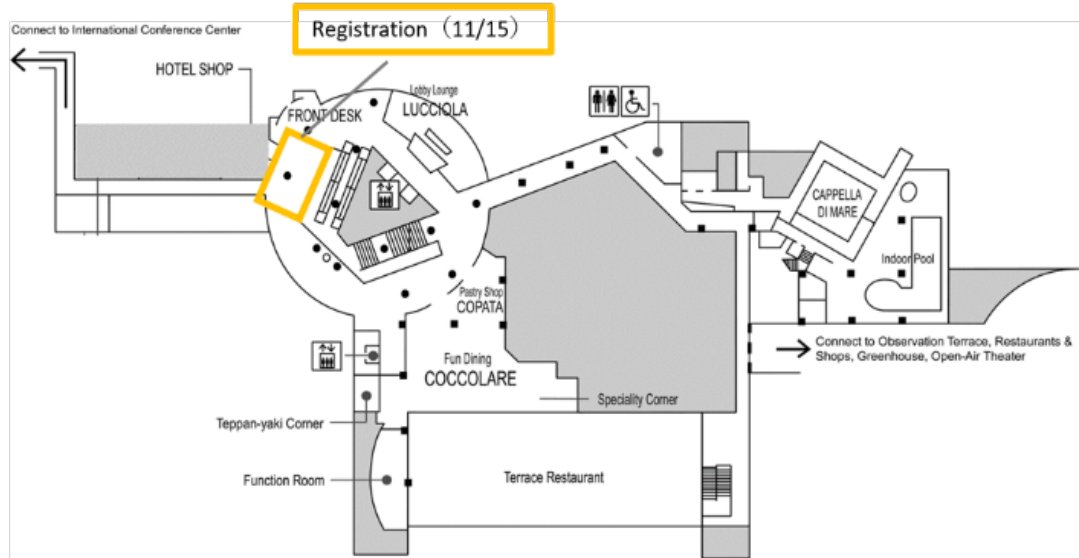 Registration （11/15）
Connect to International Conference Center
HOTEL SHOP
Lobby Lounge
LUCCIOLA
FRONT DESK
CAPPELLA
DI MARE
Indoor Pool
Pastry Shop
COPATA
Connect to Observation Terrace, Restaurants &
Shops, Greenhouse, Open-Air Theater
Fun Dining
COCCOLARE
Speciality Corner
Teppan-yaki Corner
Function Room
Terrace Restaurant